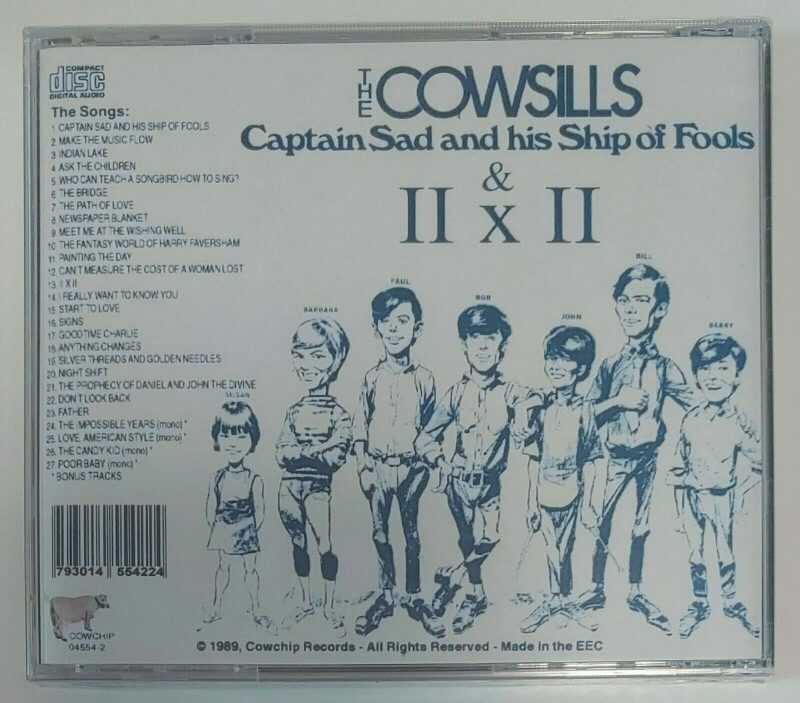 COMPACT
disc
DIGITAL AUDIO
The Songs:
1 CAPTAIN SAD AND HIS SHIP OF FOOLS
2 MAKE THE MUSIC FLOW
3 INDIAN LAKE
4 ASK THE CHILDREN
5 WHO CAN TEACH A SONGBIRD HOW TO SING?
6 THE BRIDGE
7 THE PATH OF LOVE
8 NEWSPAPER BLANKET
9 MEET ME AT THE WISHING WELL
10 THE FANTASY WORLD OF HARRY FAVERSHAM
11 PAINTING THE DAY
12 CAN'T MEASURE THE COST OF A WOMAN LOST
13 II X II
14 I REALLY WANT TO KNOW YOU
15 START TO LOVE
16 SIGNS
17 GOODTIME CHARLIE
18 ANYTHING CHANGES
19 SILVER THREADS AND GOLDEN NEEDLES
20 NIGHT SHIFT
21 THE PROPHECY OF DANIEL AND JOHN THE DIVINE
22 DON'T LOOK BACK
23 FATHER
24 THE IMPOSSIBLE YEARS (mono) *
25 LOVE, AMERICAN STYLE (mono) *
26 THE CANDY KID (mono) *
27 POOR BABY (mono) *
* BONUS TRACKS
THE COWSILLS
Captain Sad and his Ship of Fools
&
II x II
SUSAN
BARBARA
PAUL
BOB
JOHN
BILL
BARRY
793014 554224
COWCHIP
04554-2
© 1989, Cowchip Records - All Rights Reserved - Made in the EEC